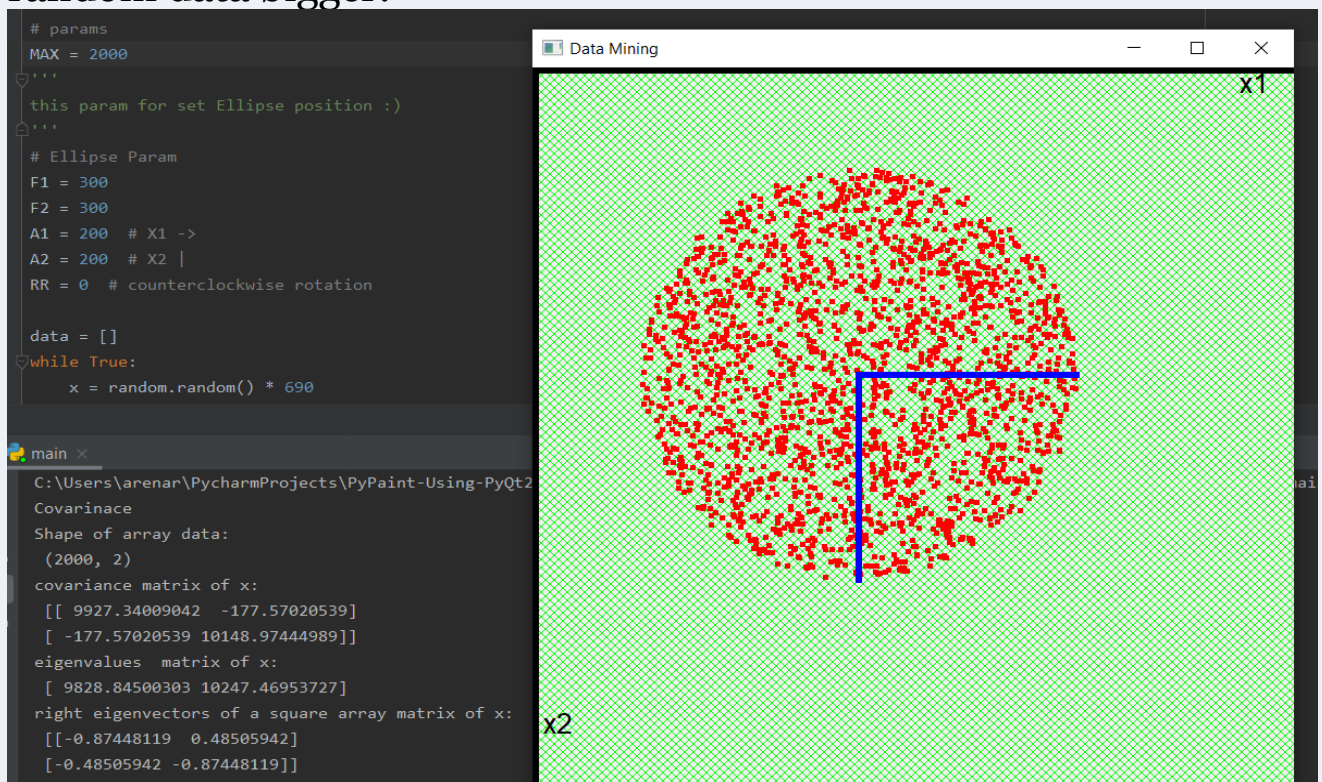 random data bigger.
# params
MAX = 2000
'''
this param for set Ellipse position :)
'''
# Ellipse Param
F1 = 300
F2 = 300
A1 = 200  # X1 ->
A2 = 200  # X2 |
RR = 0  # counterclockwise rotation
data = []
while True:
x = random.random() * 690
main ×
C:\Users\arenar\PycharmProjects\PyPaint-Using-PyQt2
Covarinace
Shape of array data:
(2000, 2)
covariance matrix of x:
[[ 9927.34009042  -177.57020539]
[ -177.57020539 10148.97444989]]
eigenvalues  matrix of x:
[ 9828.84500303 10247.46953727]
right eigenvectors of a square array matrix of x:
[[-0.87448119  0.48505942]
[-0.48505942 -0.87448119]]
Data Mining
x1
x2